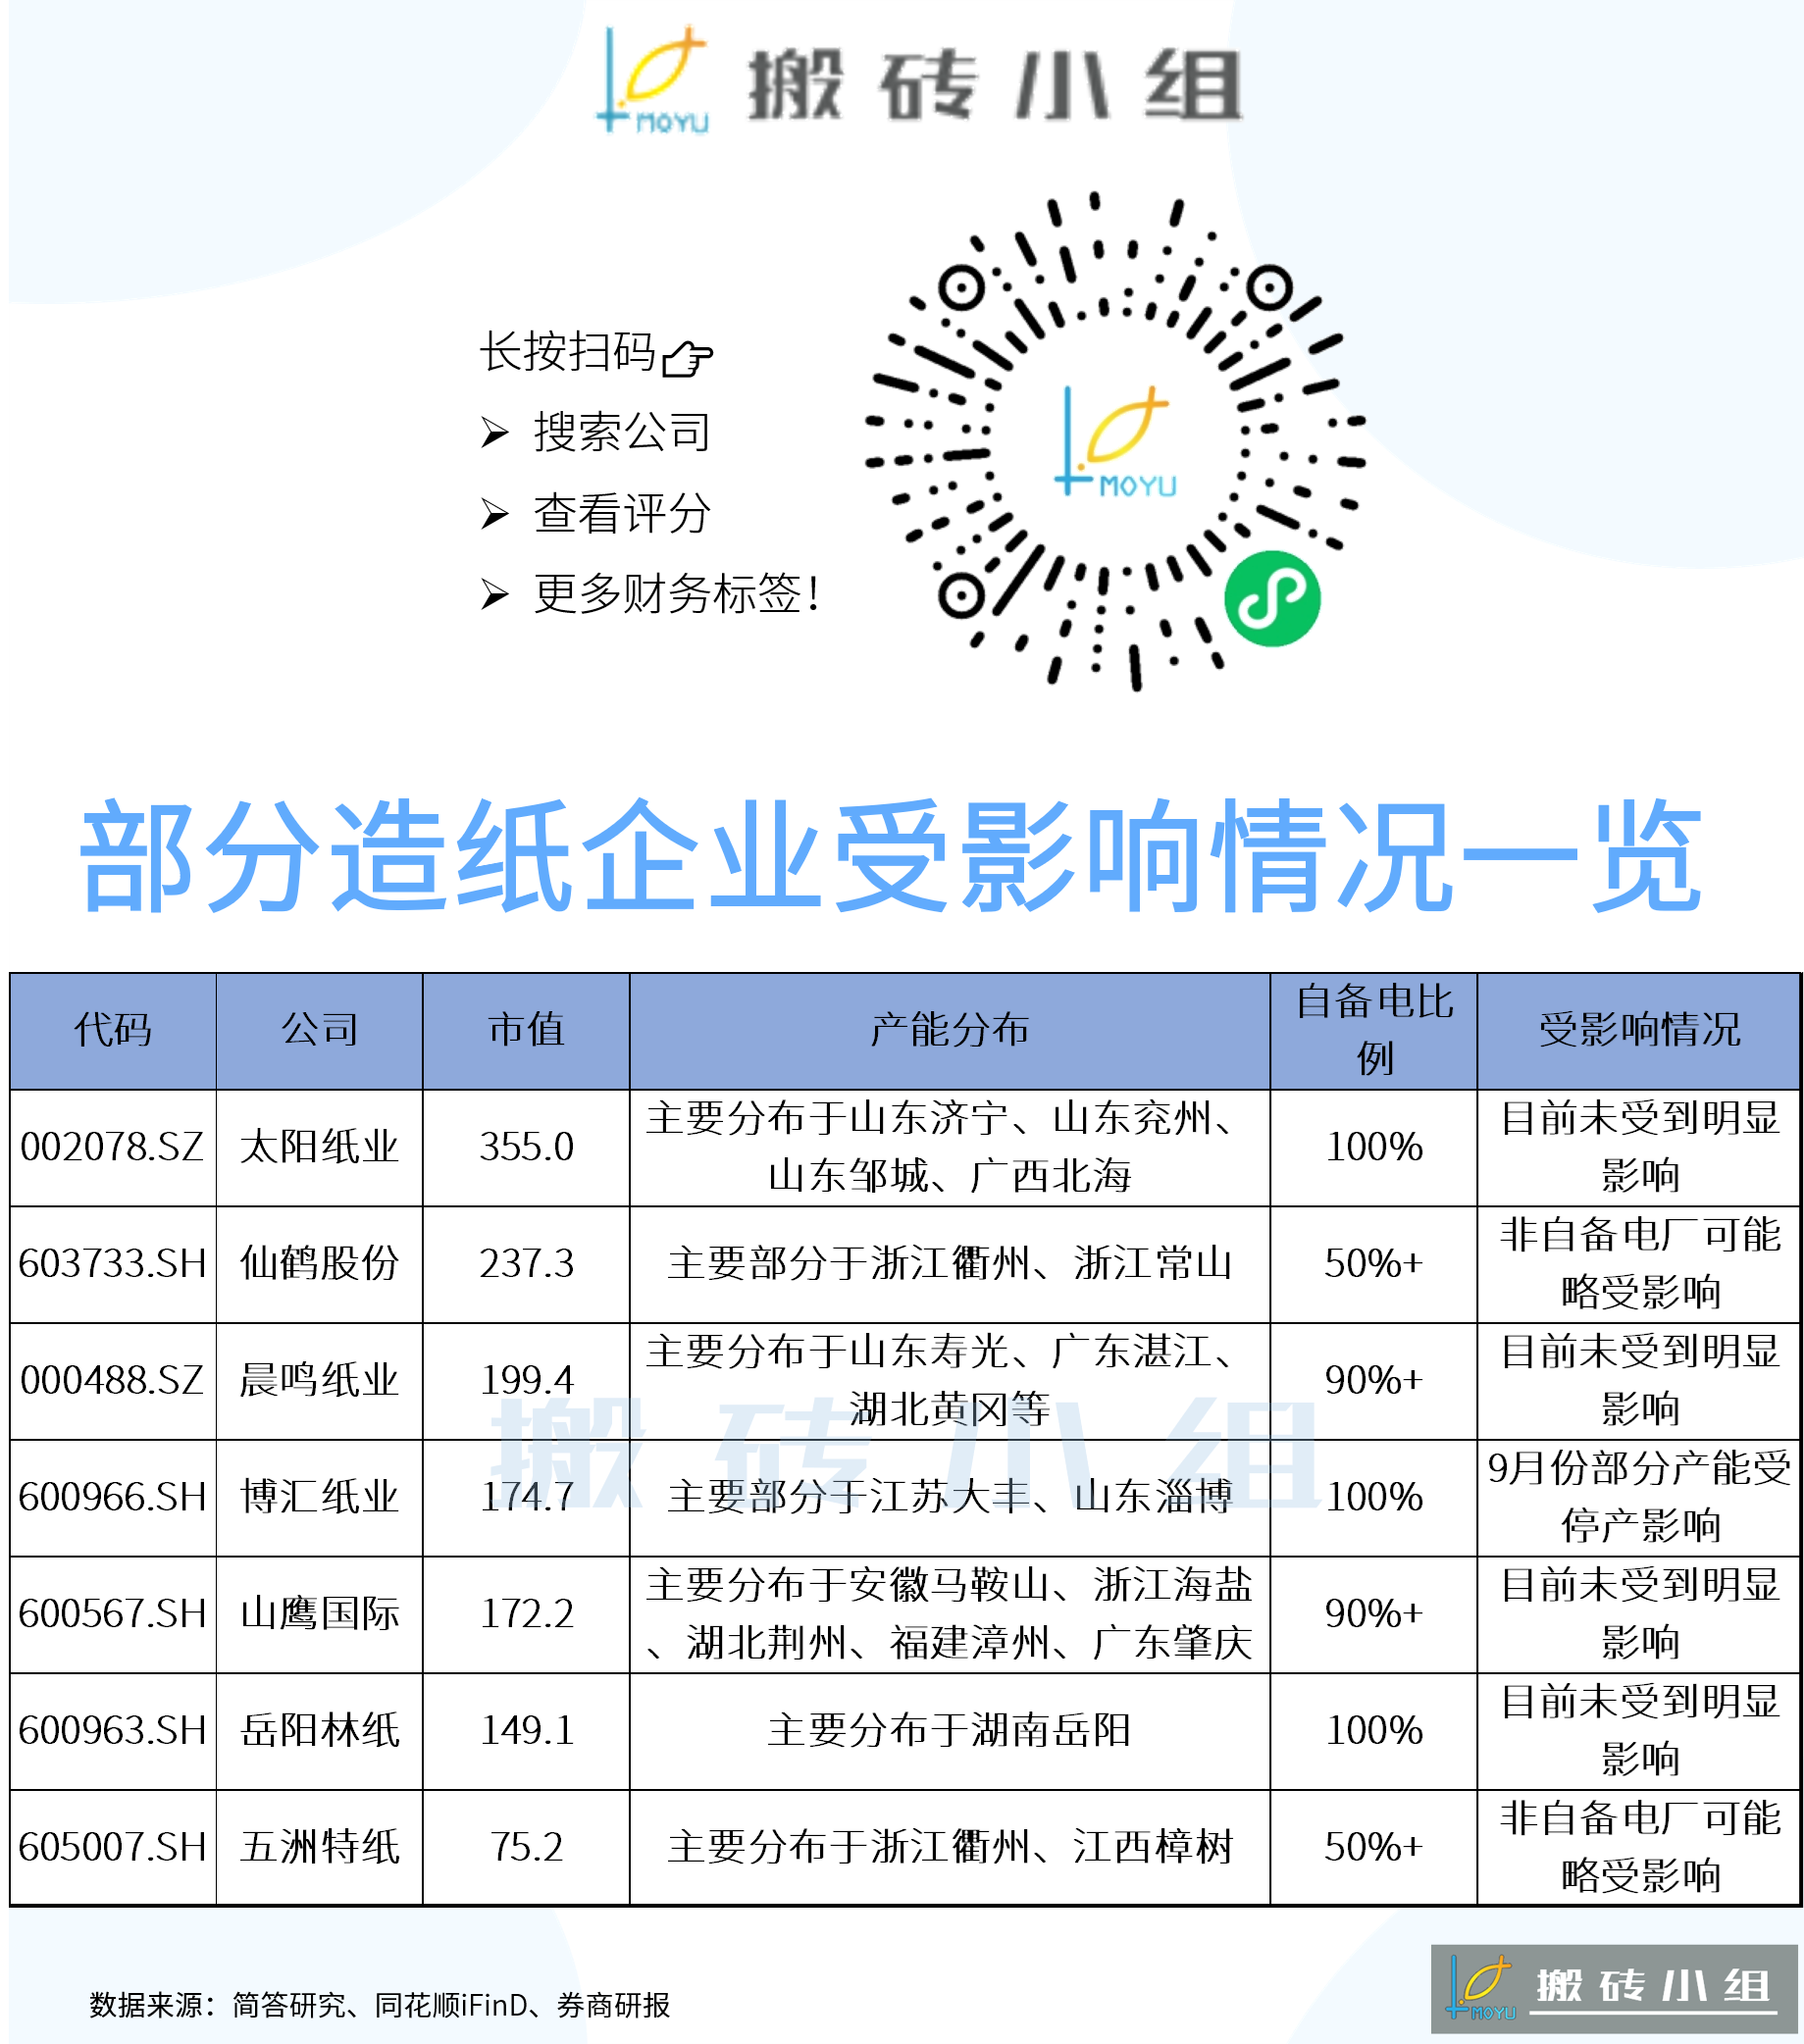 MOYU 搬砖小组
长按扫码
搜索公司
查看评分
更多财务标签！
MOYU
部分造纸企业受影响情况一览
代码 公司 市值 产能分布 自备电比
例 受影响情况
002078.SZ 太阳纸业 355.0 主要分布于山东济宁、山东兖州、
山东邹城、广西北海 100% 目前未受到明显
影响
603733.SH 仙鹤股份 237.3 主要部分于浙江衢州、浙江常山 50%+ 非自备电厂可能
略受影响
000488.SZ 晨鸣纸业 199.4 主要分布于山东寿光、广东湛江、
湖北黄冈等 90%+ 目前未受到明显
影响
搬砖小组
600966.SH 博汇纸业 174.7 主要部分于江苏大丰、山东淄博 100% 9月份部分产能受
停产影响
600567.SH 山鹰国际 172.2 主要分布于安徽马鞍山、浙江海盐
、湖北荆州、福建漳州、广东肇庆 90%+ 目前未受到明显
影响
600963.SH 岳阳林纸 149.1 主要分布于湖南岳阳 100% 目前未受到明显
影响
605007.SH 五洲特纸 75.2 主要分布于浙江衢州、江西樟树 50%+ 非自备电厂可能
略受影响
数据来源：简答研究、同花顺iFinD、券商研报
MOYU 搬砖小组